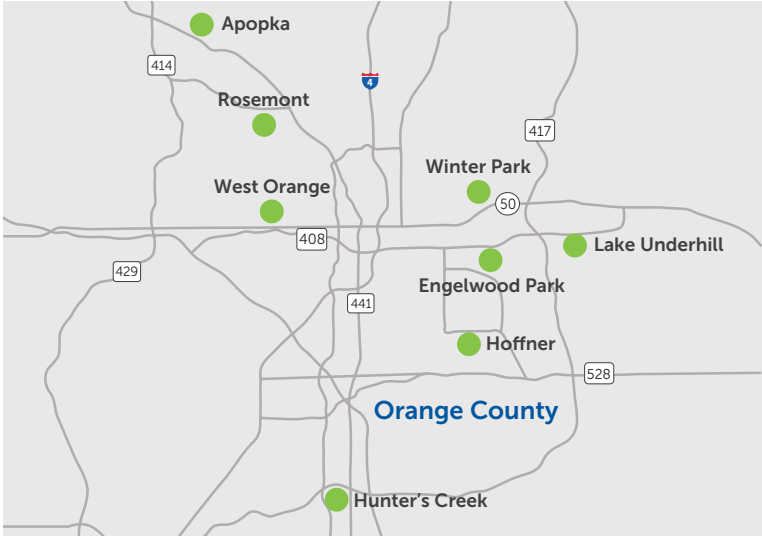 Apopka
414
4
Rosemont
417
Winter Park
West Orange
50
408
Lake Underhill
429
Engelwood Park
441
Hoffner
528
Orange County
Hunter's Creek